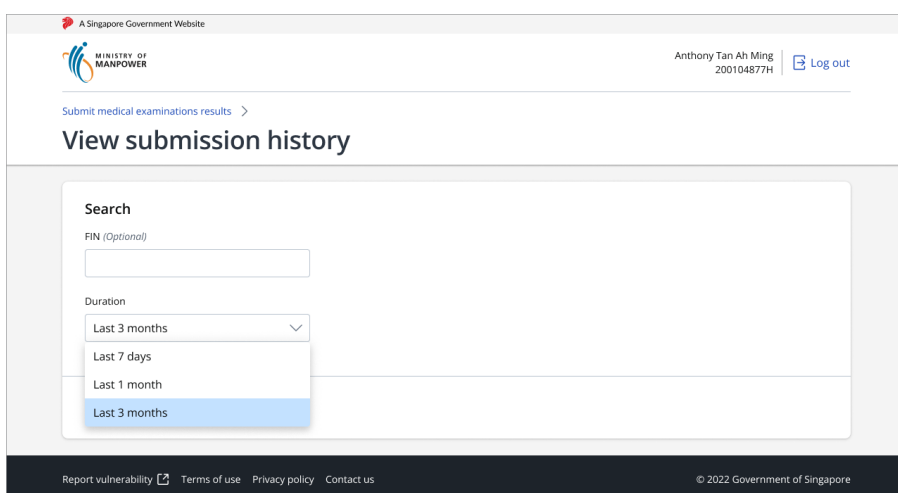 A Singapore Government Website
MINISTRY OF
MANPOWER
Anthony Tan Ah Ming
200104877H
Log out
Submit medical examinations results
View submission history
Search
FIN (Optional)
Duration
Last 3 months
Last 7 days
Last 1 month
Last 3 months
Report vulnerability Terms of use Privacy policy Contact us © 2022 Government of Singapore